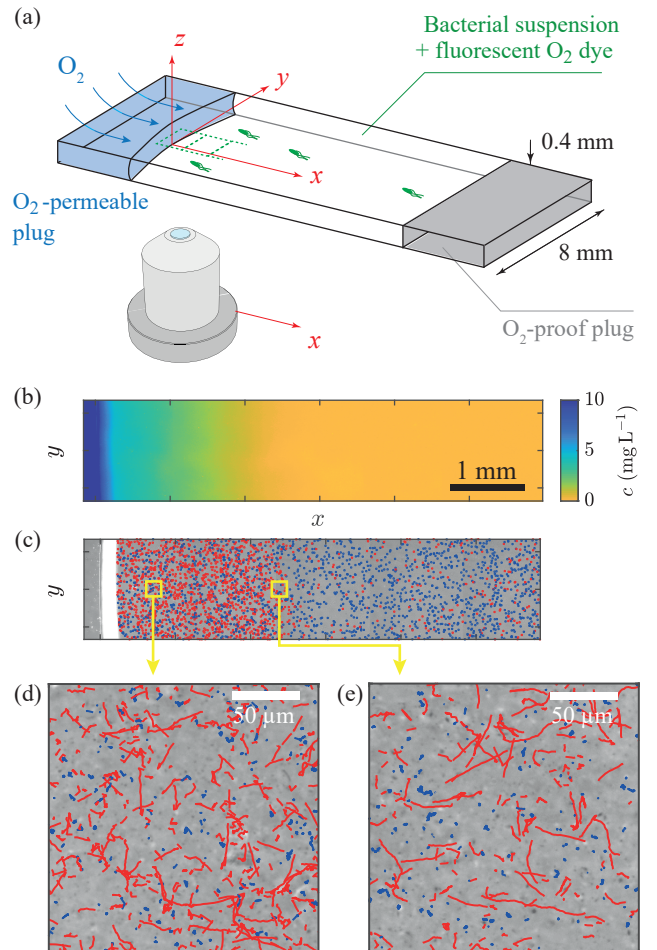 (a)
Bacterial suspension
+ fluorescent O₂ dye
z
O₂
y
0.4 mm
x
O₂-permeable
plug
8 mm
x
O₂-proof plug
(b)
y
1 mm
10
5
0
c (mg L⁻¹)
x
(c)
y
(d)
50 µm
(e)
50 µm